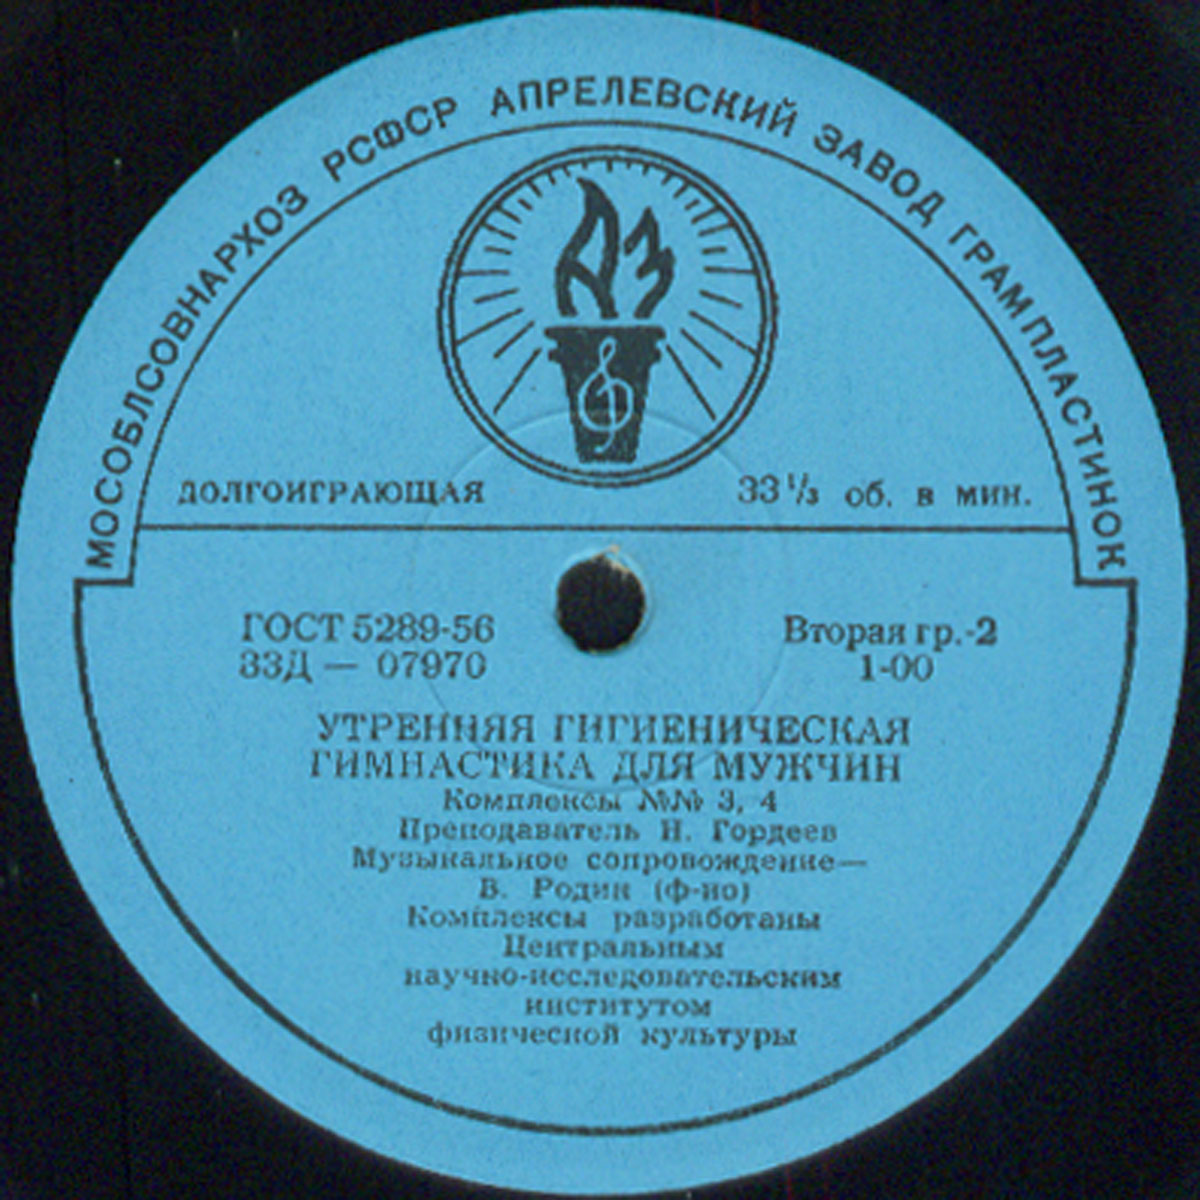 МОСОБЛСОВНАРХОЗ РСФСР АПРЕЛЕВСКИЙ ЗАВОД ГРАМПЛАСТИНОК
АЗ
ДОЛГОИГРАЮЩАЯ
33 1/3 об. в мин.
ГОСТ 5289-56
Вторая гр.-2
33Д — 07970
1-00
УТРЕННЯЯ ГИГИЕНИЧЕСКАЯ
ГИМНАСТИКА ДЛЯ МУЖЧИН
Комплексы №№ 3, 4
Преподаватель Н. Гордеев
Музыкальное сопровождение—
В. Родин (ф-но)
Комплексы разработаны
Центральным
научно-исследовательским
институтом
физической культуры